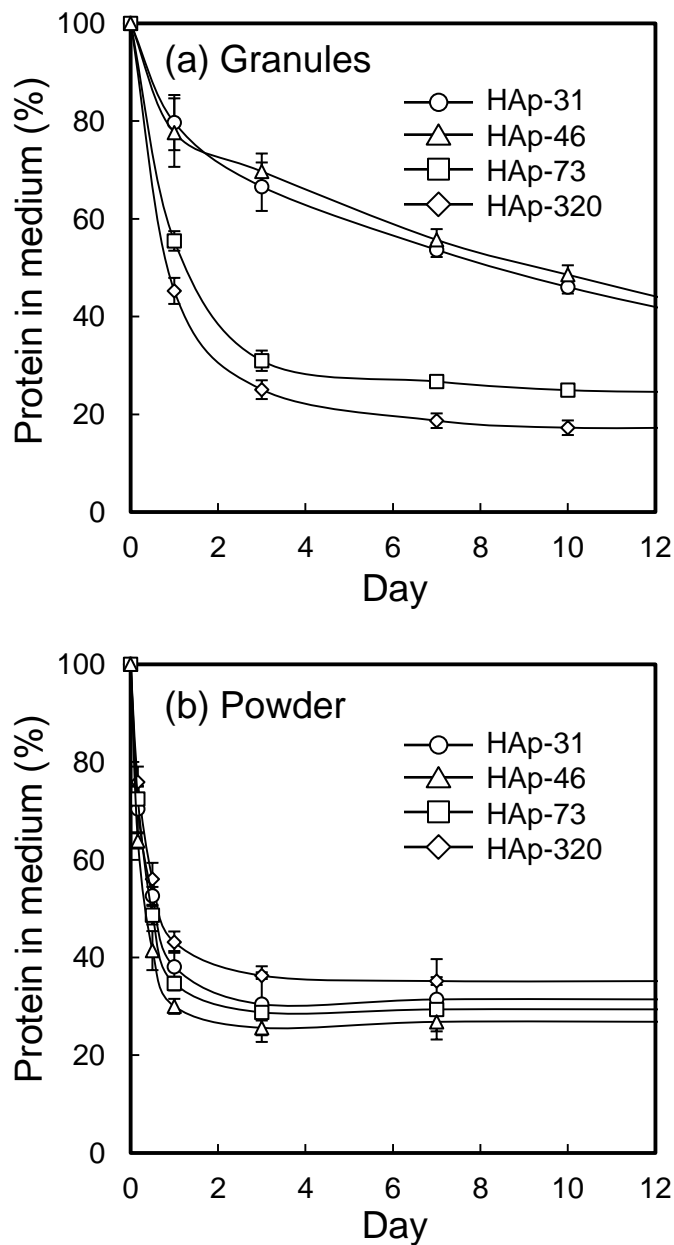 (a) Granules
HAp-31
HAp-46
HAp-73
HAp-320
Protein in medium (%)
100
80
60
40
20
0
0 2 4 6 8 10 12
Day
(b) Powder
HAp-31
HAp-46
HAp-73
HAp-320
Protein in medium (%)
100
80
60
40
20
0
0 2 4 6 8 10 12
Day